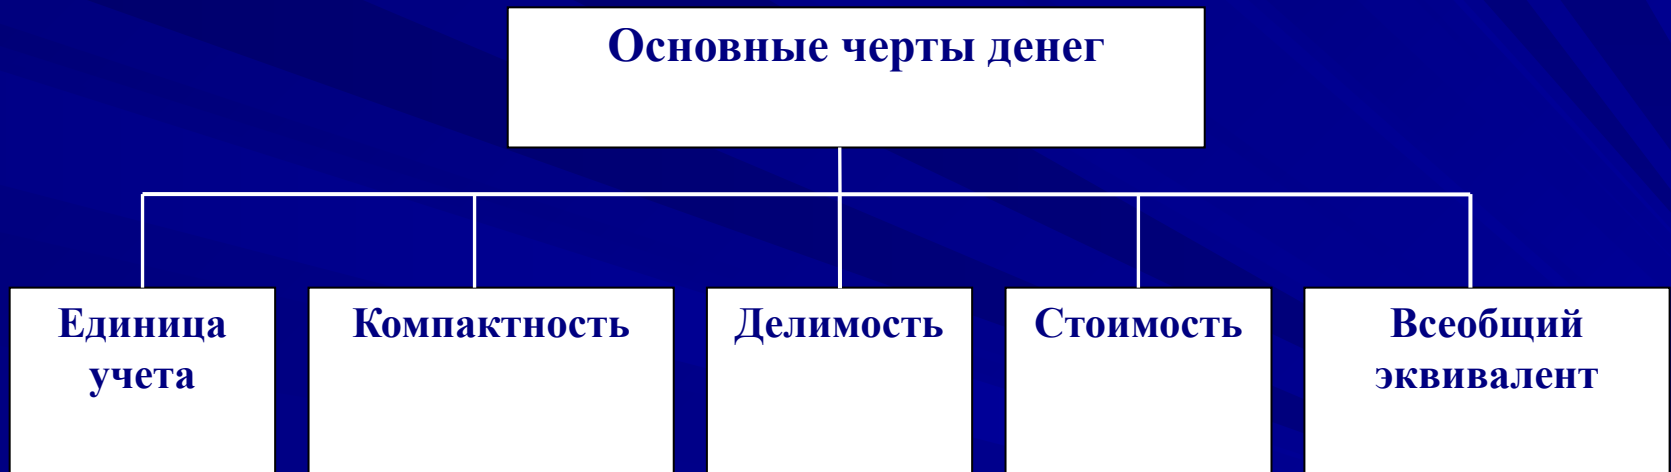 Основные черты денег
Единица
учета
Компактность
Делимость
Стоимость
Всеобщий
эквивалент